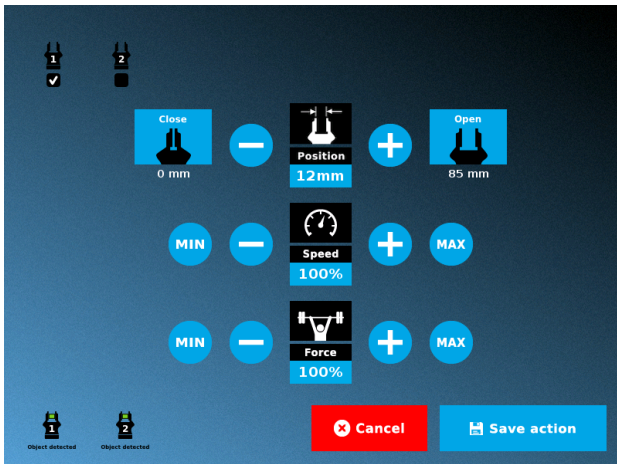 1
2
Close
0 mm
Position
12mm
Open
85 mm
MIN
Speed
100%
MAX
MIN
Force
100%
MAX
1
Object detected
2
Object detected
Cancel
Save action